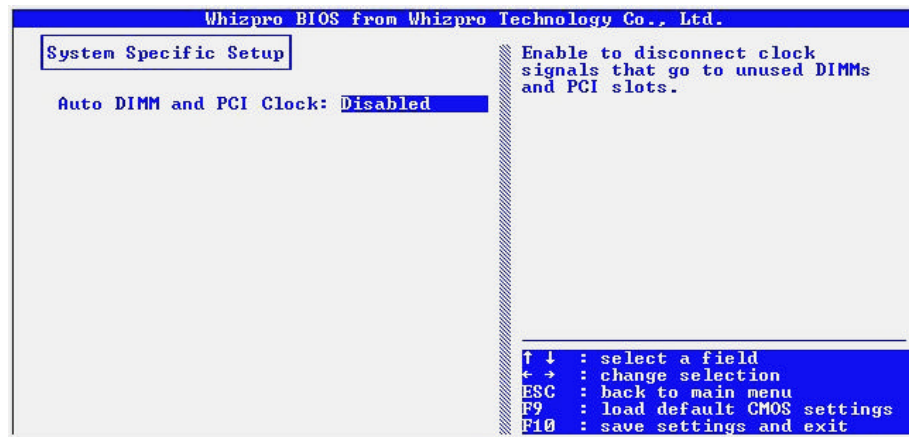 Whizpro BIOS from Whizpro Technology Co., Ltd.
System Specific Setup
Auto DIMM and PCI Clock: Disabled
Enable to disconnect clock
signals that go to unused DIMMs
and PCI slots.
↑ ↓ : select a field
← → : change selection
ESC : back to main menu
F9 : load default CMOS settings
F10 : save settings and exit